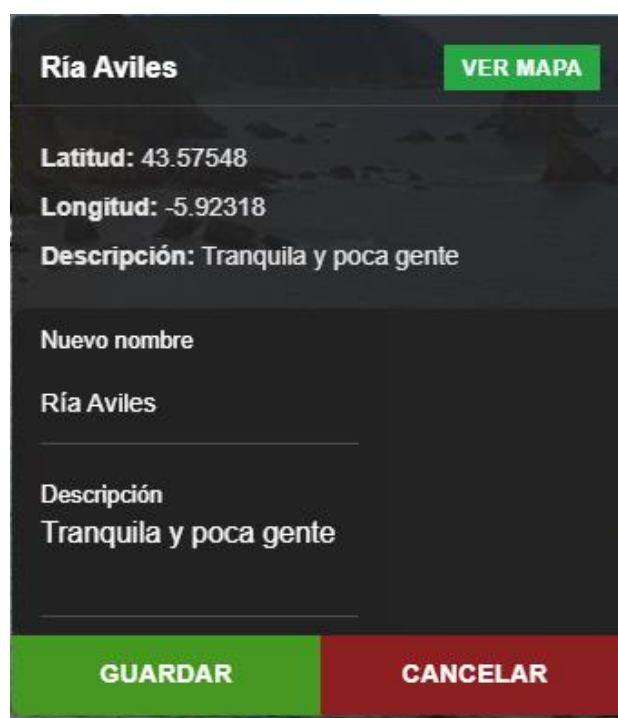 Ría Aviles
VER MAPA
Latitud: 43.57548
Longitud: -5.92318
Descripción: Tranquila y poca gente
Nuevo nombre
Ría Aviles
Descripción
Tranquila y poca gente
GUARDAR
CANCELAR